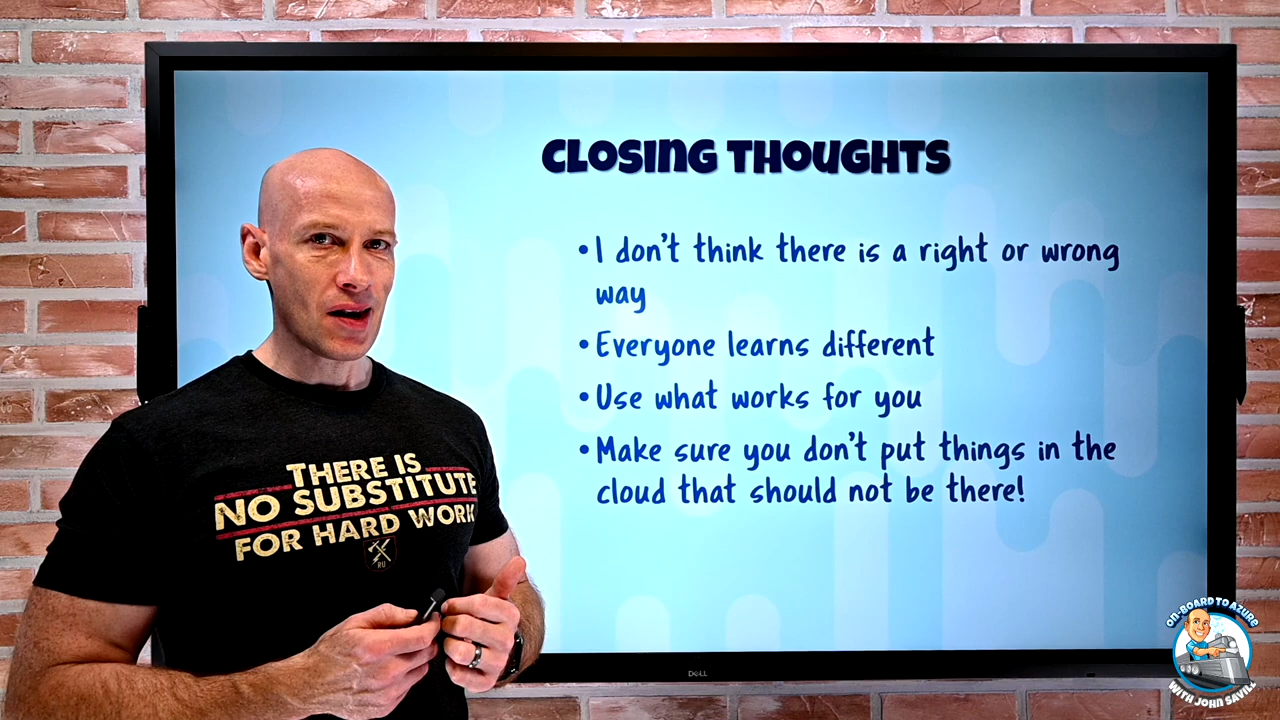 CLOSING THOUGHTS
•I don't think there is a right or wrong
way
•Everyone learns different
•Use what works for you
•Make sure you don't put things in the
cloud that should not be there!
THERE IS
NO SUBSTITUTE
FOR HARD WORK
RU
DELL
ON-BOARD TO AZURE
WITH JOHN SAVILL